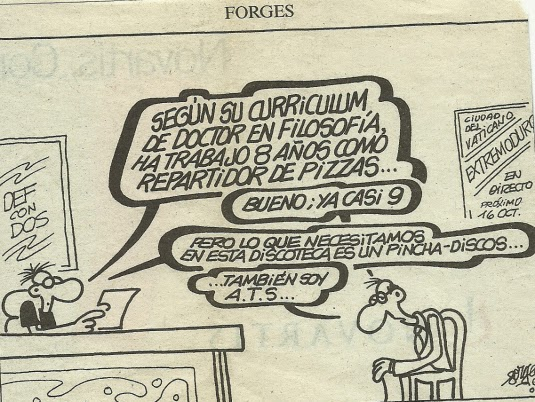 FORGES
SEGÚN SU CURRICULUM
DE DOCTOR EN FILOSOFÍA,
HA TRABAJO 8 AÑOS COMO
REPARTIDOR DE PIZZAS...
BUENO; YA CASI 9
PERO LO QUE NECESITAMOS
EN ESTA DISCOTECA ES UN PINCHA-DISCOS...
...TAMBIÉN SOY
A.T.S...
DEF
CON
DOS
CIUDAD
DEL
VATICANO
EXTREMODURO
EN
DIRECTO
PRÓXIMO
16 OCT.
Novartis,
NOVARTIS